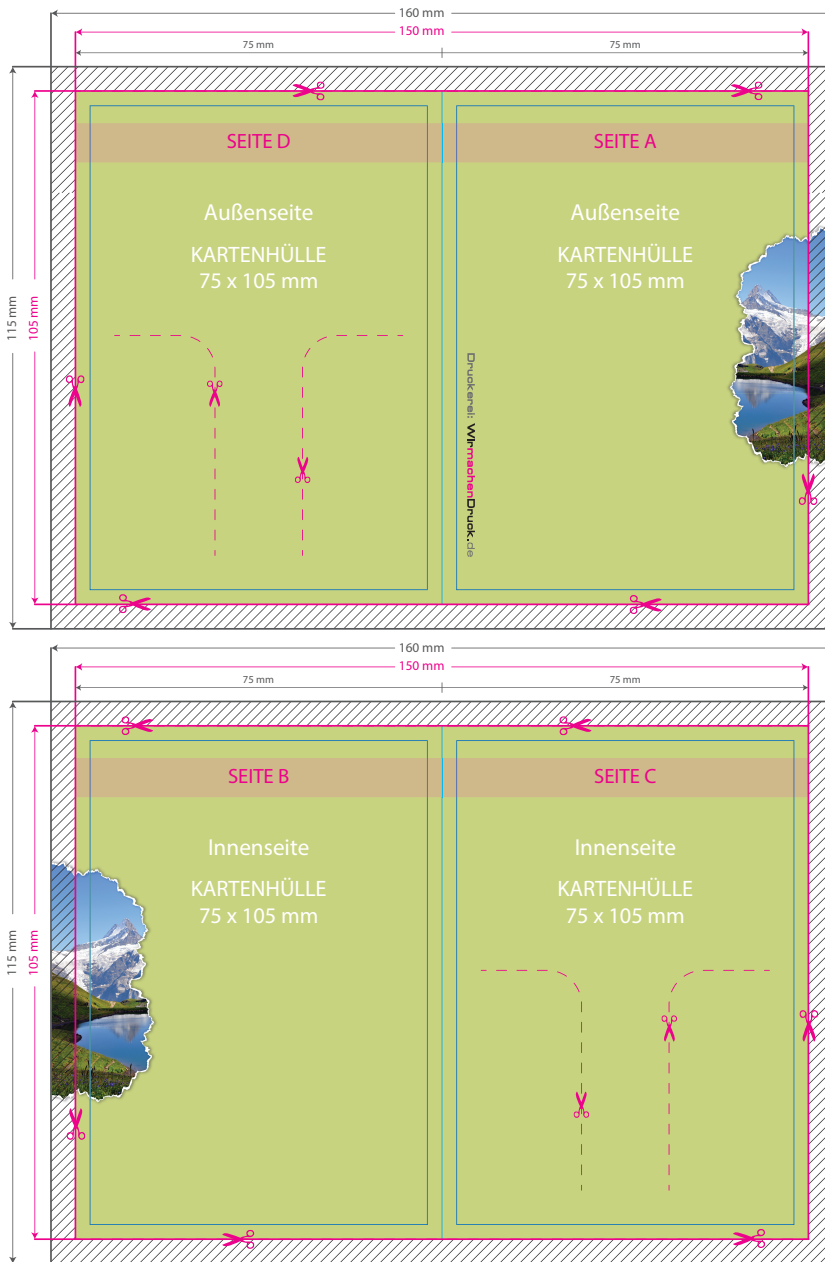 160 mm
150 mm
75 mm
75 mm
115 mm
105 mm
SEITE D
SEITE A
Außenseite
KARTENHÜLLE
75 x 105 mm
Außenseite
KARTENHÜLLE
75 x 105 mm
Druckerei: WIrmachenDruck.de
160 mm
150 mm
75 mm
75 mm
115 mm
105 mm
SEITE B
SEITE C
Innenseite
KARTENHÜLLE
75 x 105 mm
Innenseite
KARTENHÜLLE
75 x 105 mm